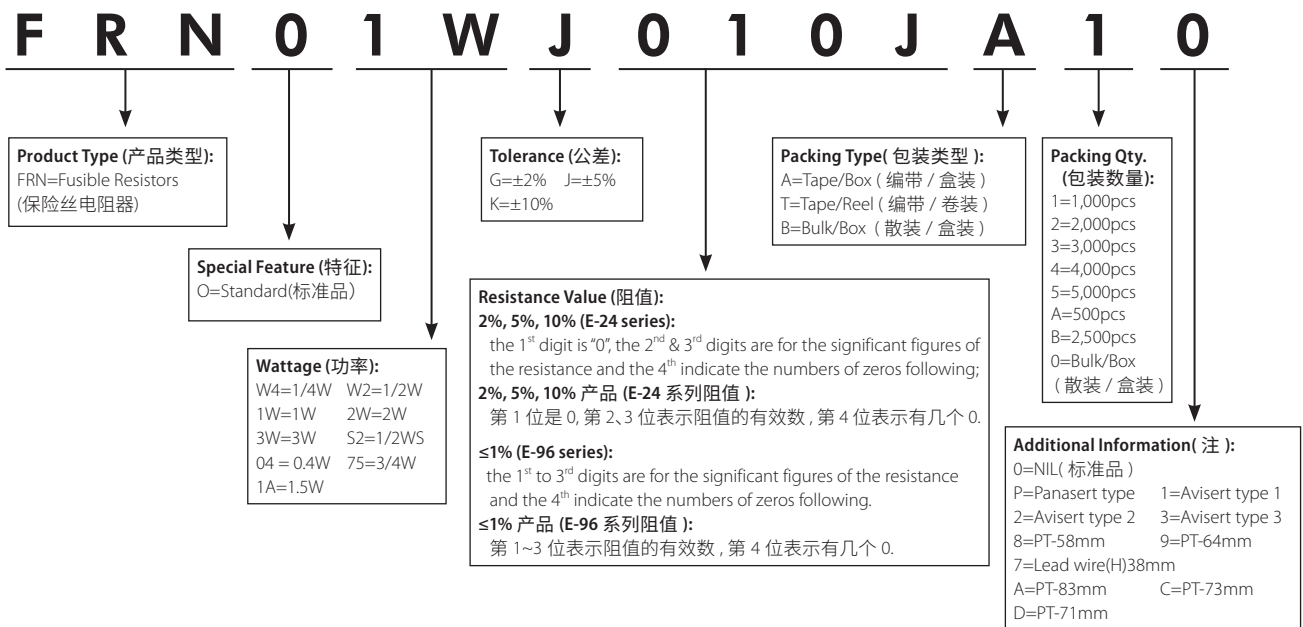 F R N 0 1 W J 0 1 0 J A 1 0
Product Type (产品类型):
FRN=Fusible Resistors
(保险丝电阻器)
Special Feature (特征):
O=Standard(标准品)
Wattage (功率):
W4=1/4W W2=1/2W
1W=1W 2W=2W
3W=3W S2=1/2WS
04 = 0.4W 75=3/4W
1A=1.5W
Tolerance (公差):
G=±2% J=±5%
K=±10%
Resistance Value (阻值):
2%, 5%, 10% (E-24 series):
the 1st digit is "0", the 2nd & 3rd digits are for the significant figures of
the resistance and the 4th indicate the numbers of zeros following;
2%, 5%, 10% 产品 (E-24 系列阻值 ):
第 1 位是 0, 第 2、3 位表示阻值的有效数 , 第 4 位表示有几个 0.
≤1% (E-96 series):
the 1st to 3rd digits are for the significant figures of the resistance
and the 4th indicate the numbers of zeros following.
≤1% 产品 (E-96 系列阻值 ):
第 1~3 位表示阻值的有效数 , 第 4 位表示有几个 0.
Packing Type( 包装类型 ):
A=Tape/Box ( 编带 / 盒装 )
T=Tape/Reel ( 编带 / 卷装 )
B=Bulk/Box ( 散装 / 盒装 )
Packing Qty.
(包装数量):
1=1,000pcs
2=2,000pcs
3=3,000pcs
4=4,000pcs
5=5,000pcs
A=500pcs
B=2,500pcs
0=Bulk/Box
( 散装 / 盒装 )
Additional Information( 注 ):
0=NIL( 标准品 )
P=Panasert type 1=Avisert type 1
2=Avisert type 2 3=Avisert type 3
8=PT-58mm 9=PT-64mm
7=Lead wire(H)38mm
A=PT-83mm C=PT-73mm
D=PT-71mm